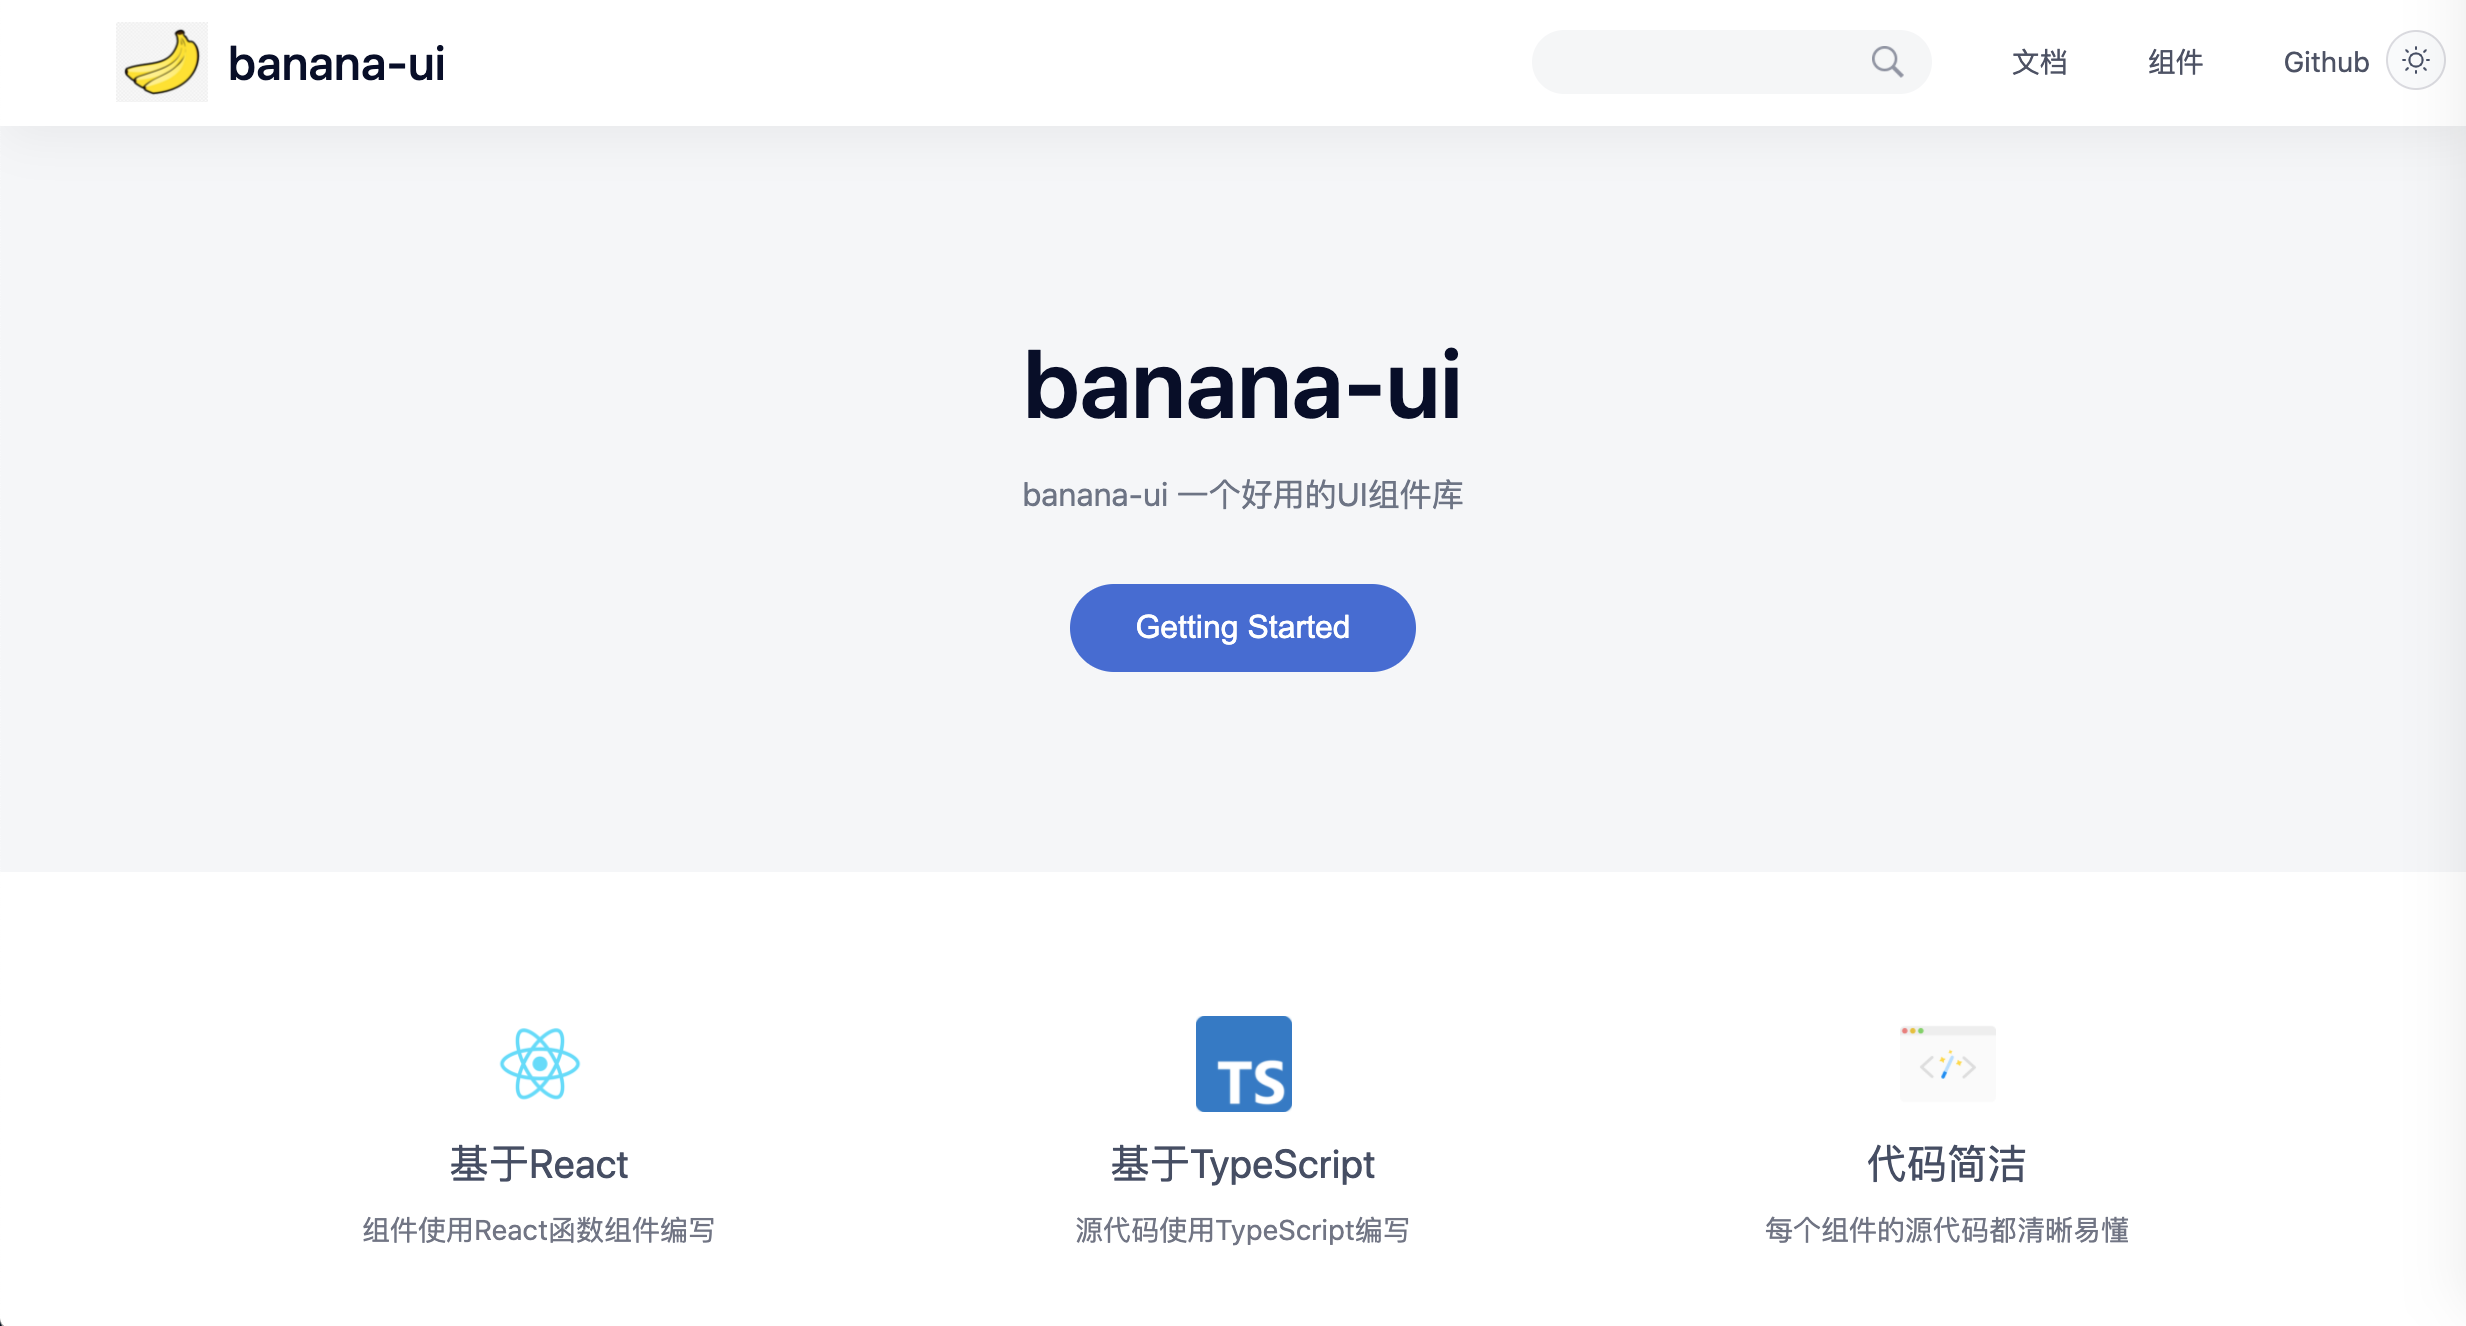 banana-ui
文档 组件 Github
banana-ui
banana-ui 一个好用的UI组件库
Getting Started
TS
基于React
组件使用React函数组件编写
基于TypeScript
源代码使用TypeScript编写
代码简洁
每个组件的源代码都清晰易懂